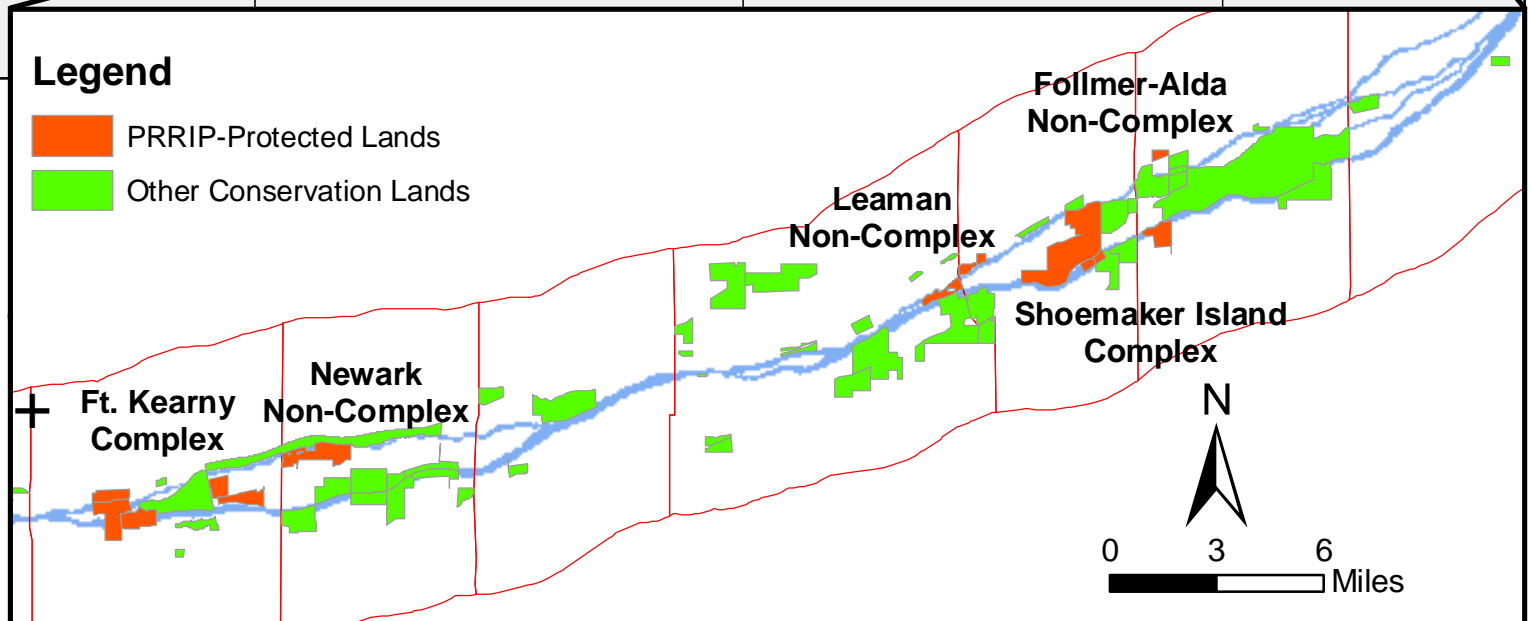 Legend
PRRIP-Protected Lands
Other Conservation Lands
Follmer-Alda
Non-Complex
Leaman
Non-Complex
Shoemaker Island
Complex
Newark
Non-Complex
Ft. Kearny
Complex
N
0 3 6
Miles